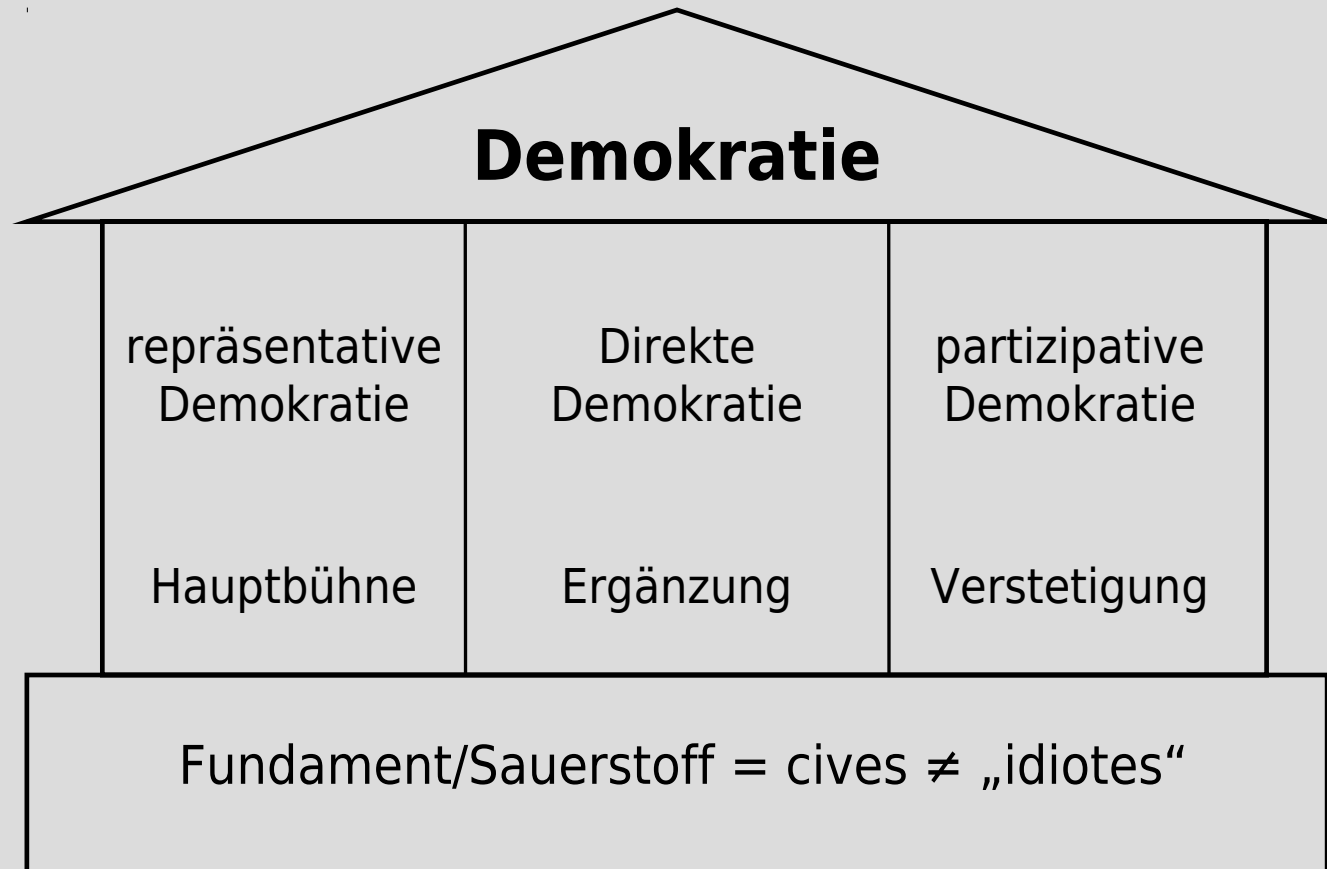 Demokratie
repräsentative
Demokratie
Hauptbühne
Direkte
Demokratie
Ergänzung
partizipative
Demokratie
Verstetigung
Fundament/Sauerstoff = cives ≠ „idiotes“